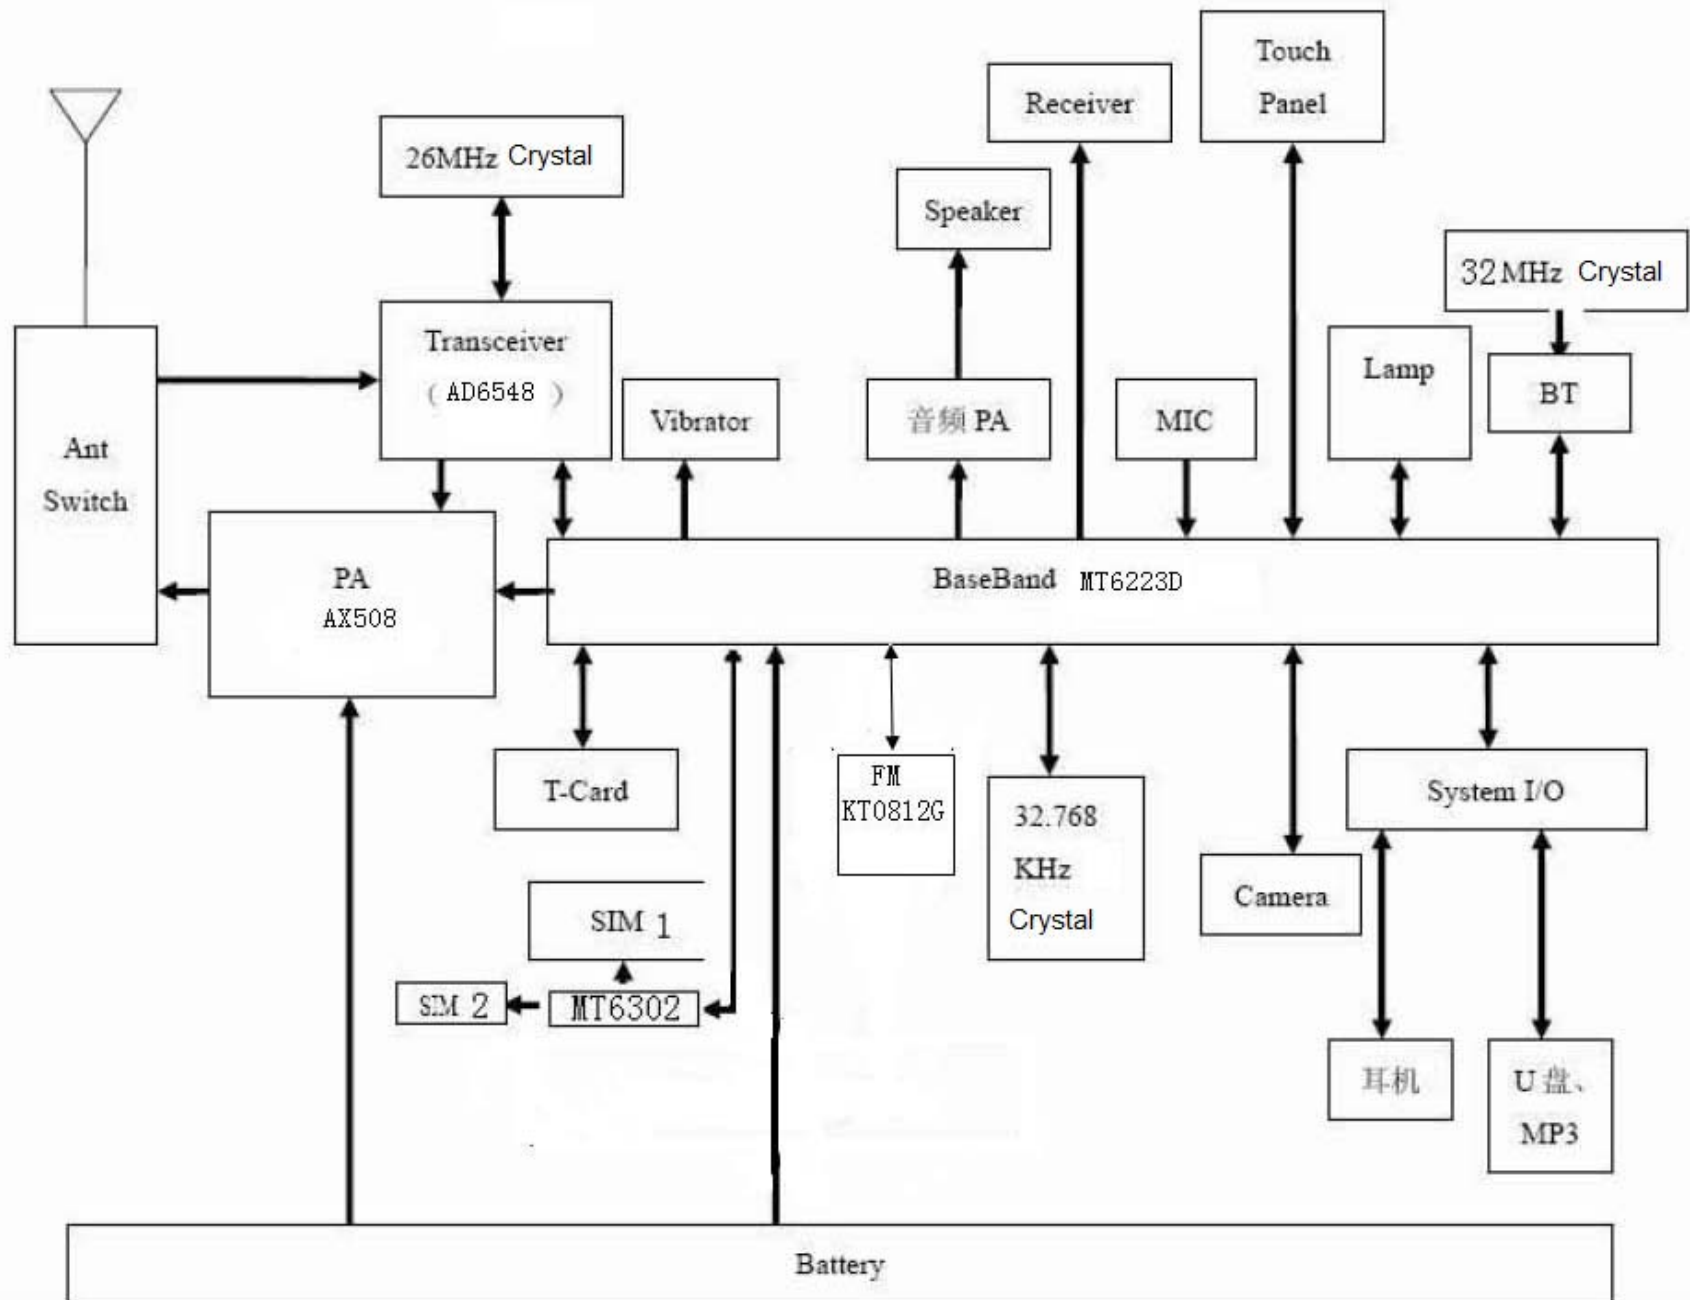 Touch
Panel
Receiver
26MHz Crystal
Speaker
32MHz Crystal
Transceiver
( AD6548 )
Lamp
BT
Vibrator
音频 PA
MIC
Ant
Switch
PA
AX508
BaseBand MT6223D
T-Card
FM
KT0812G
32.768
KHz
Crystal
System I/O
Camera
SIM 1
SIM 2
MT6302
耳机
U 盘、
MP3
Battery